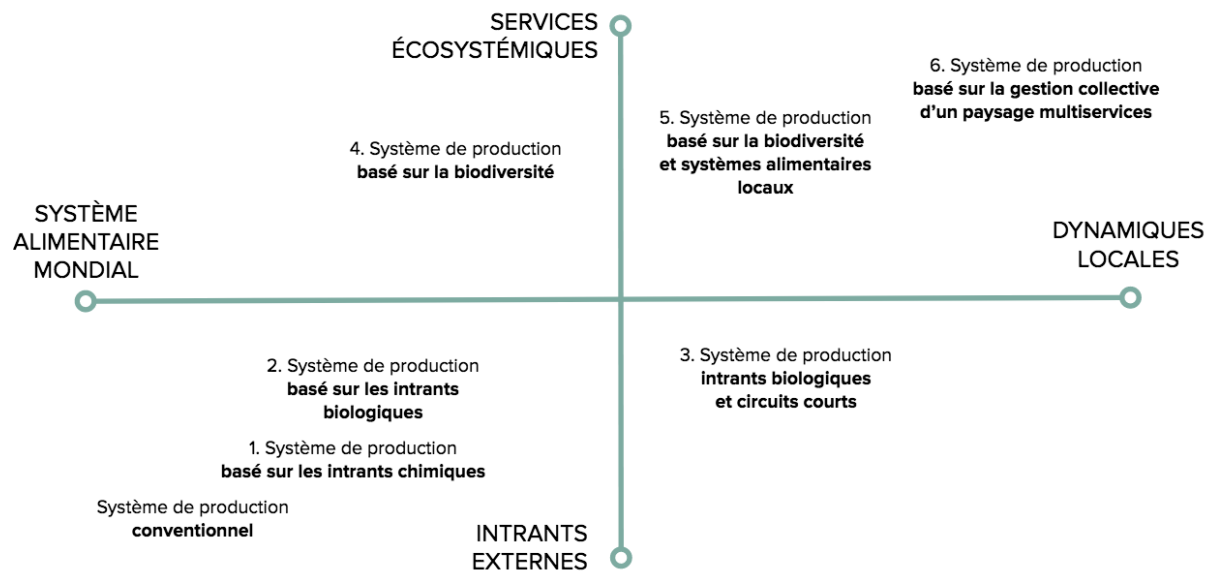 SERVICES
ÉCOSYSTÉMIQUES
6. Système de production
basé sur la gestion collective
d’un paysage multiservices
5. Système de production
basé sur la biodiversité
et systèmes alimentaires
locaux
4. Système de production
basé sur la biodiversité
SYSTÈME
ALIMENTAIRE
MONDIAL
DYNAMIQUES
LOCALES
2. Système de production
basé sur les intrants
biologiques
3. Système de production
intrants biologiques
et circuits courts
1. Système de production
basé sur les intrants chimiques
Système de production
conventionnel
INTRANTS
EXTERNES